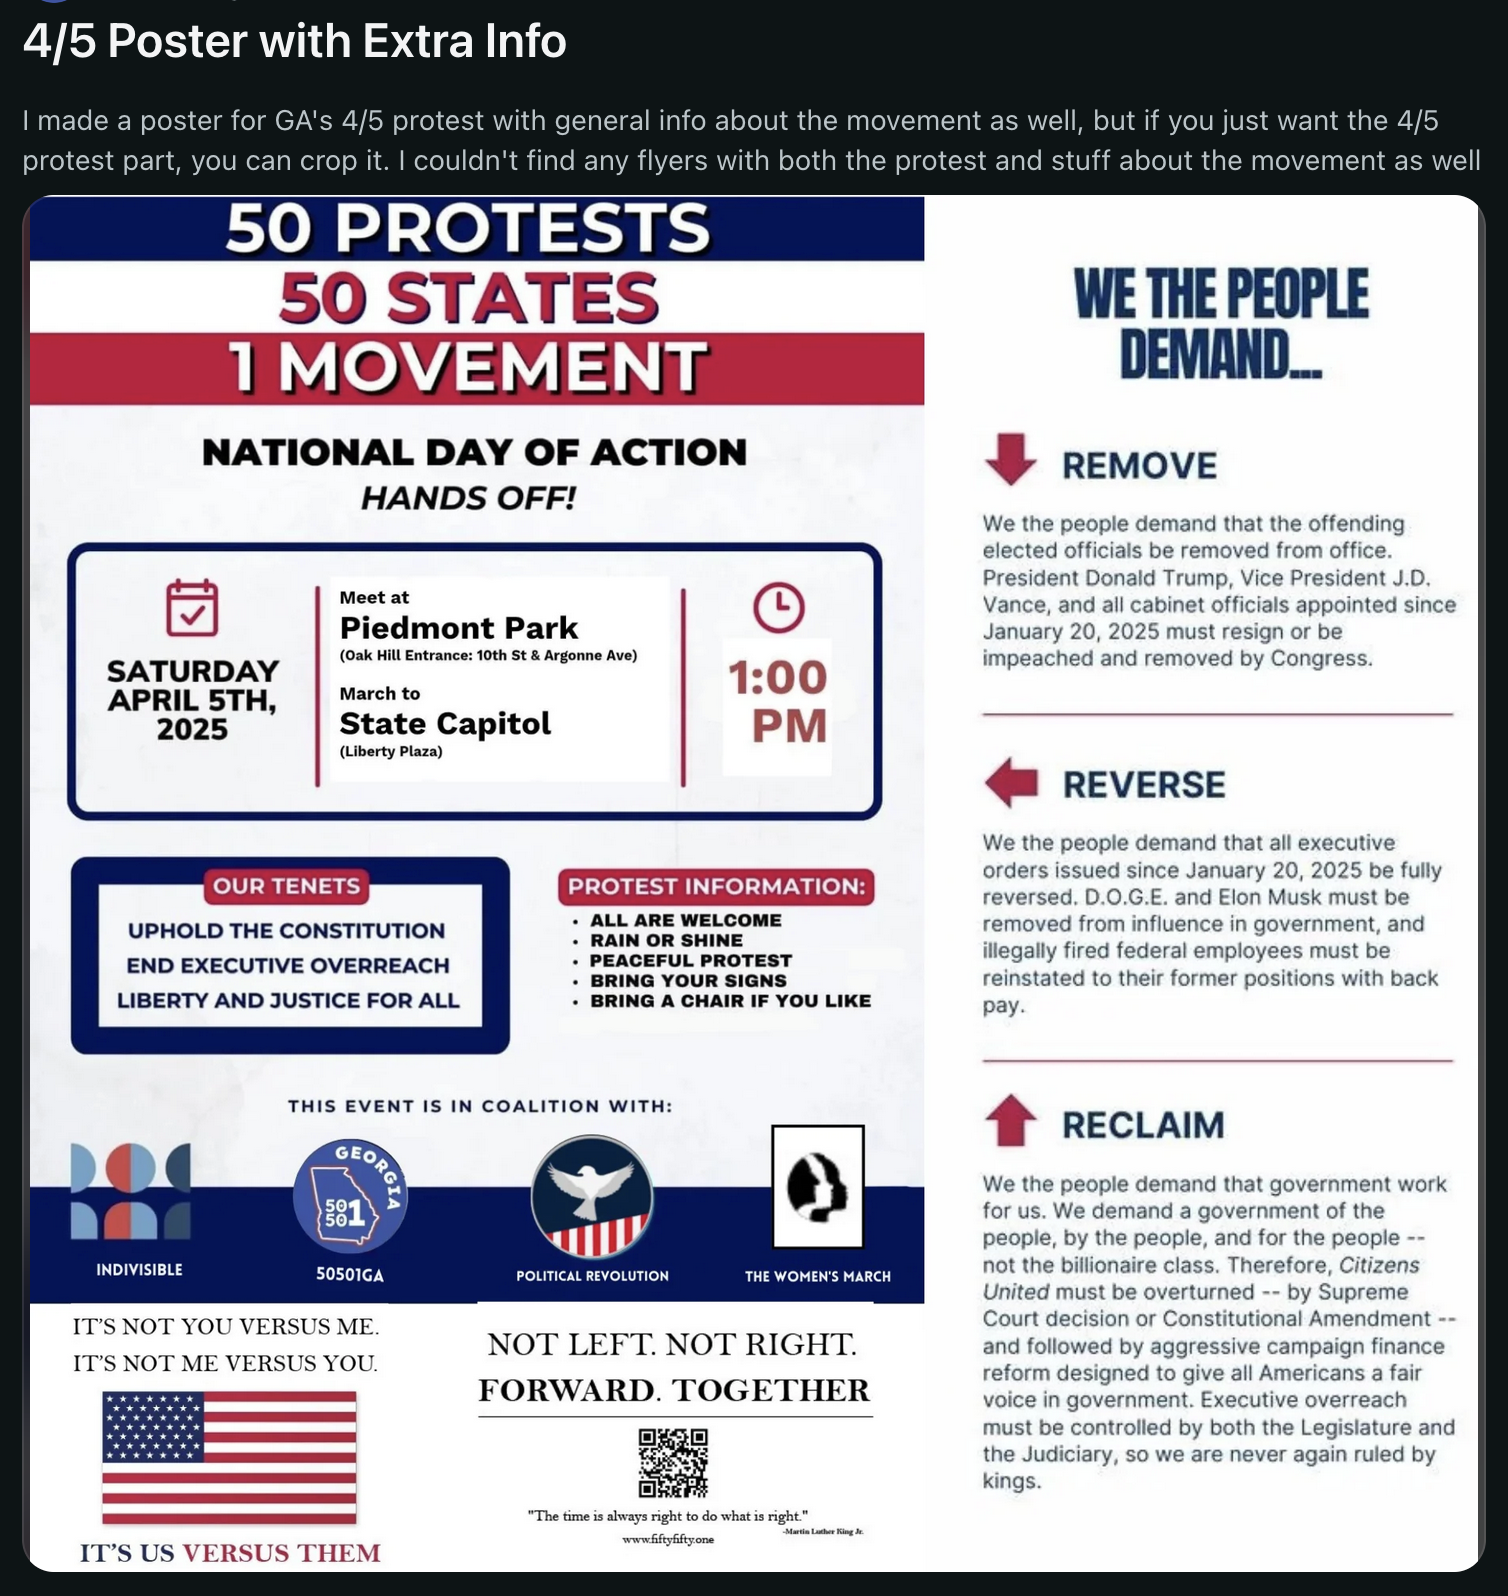 4/5 Poster with Extra Info
I made a poster for GA's 4/5 protest with general info about the movement as well, but if you just want the 4/5
protest part, you can crop it. I couldn't find any flyers with both the protest and stuff about the movement as well
50 PROTESTS
50 STATES
1 MOVEMENT
NATIONAL DAY OF ACTION
HANDS OFF!
SATURDAY
APRIL 5TH,
2025
Meet at
Piedmont Park
(Oak Hill Entrance: 10th St & Argonne Ave)
March to
State Capitol
(Liberty Plaza)
1:00
PM
OUR TENETS
UPHOLD THE CONSTITUTION
END EXECUTIVE OVERREACH
LIBERTY AND JUSTICE FOR ALL
PROTEST INFORMATION:
• ALL ARE WELCOME
• RAIN OR SHINE
• PEACEFUL PROTEST
• BRING YOUR SIGNS
• BRING A CHAIR IF YOU LIKE
THIS EVENT IS IN COALITION WITH:
INDIVISIBLE
GEORGIA
50
501
1
50501GA
POLITICAL REVOLUTION
THE WOMEN'S MARCH
IT'S NOT YOU VERSUS ME.
IT'S NOT ME VERSUS YOU.
IT'S US VERSUS THEM
NOT LEFT. NOT RIGHT.
FORWARD. TOGETHER
"The time is always right to do what is right."
-Martin Luther King Jr.
www.fiftyfifty.one
WE THE PEOPLE
DEMAND...
REMOVE
We the people demand that the offending
elected officials be removed from office.
President Donald Trump, Vice President J.D.
Vance, and all cabinet officials appointed since
January 20, 2025 must resign or be
impeached and removed by Congress.
REVERSE
We the people demand that all executive
orders issued since January 20, 2025 be fully
reversed. D.O.G.E. and Elon Musk must be
removed from influence in government, and
illegally fired federal employees must be
reinstated to their former positions with back
pay.
RECLAIM
We the people demand that government work
for us. We demand a government of the
people, by the people, and for the people --
not the billionaire class. Therefore, Citizens
United must be overturned -- by Supreme
Court decision or Constitutional Amendment --
and followed by aggressive campaign finance
reform designed to give all Americans a fair
voice in government. Executive overreach
must be controlled by both the Legislature and
the Judiciary, so we are never again ruled by
kings.